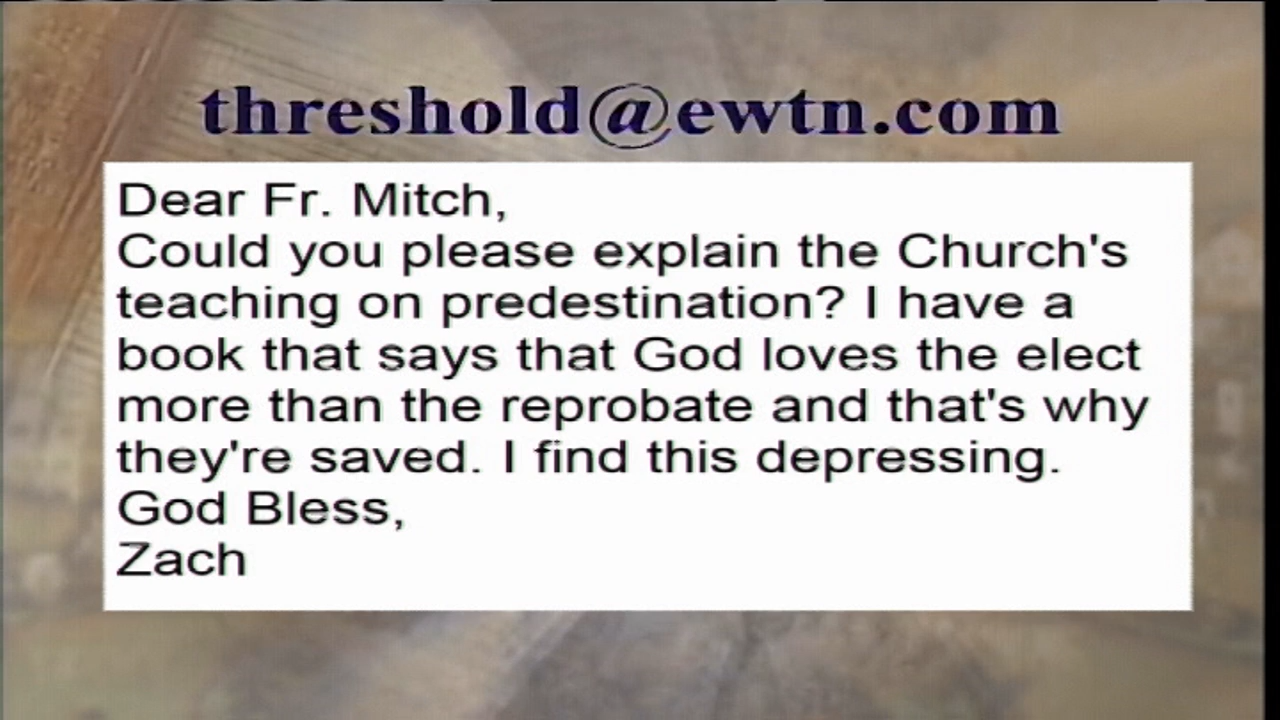 threshold@ewtn.com
Dear Fr. Mitch,
Could you please explain the Church's
teaching on predestination? I have a
book that says that God loves the elect
more than the reprobate and that's why
they're saved. I find this depressing.
God Bless,
Zach